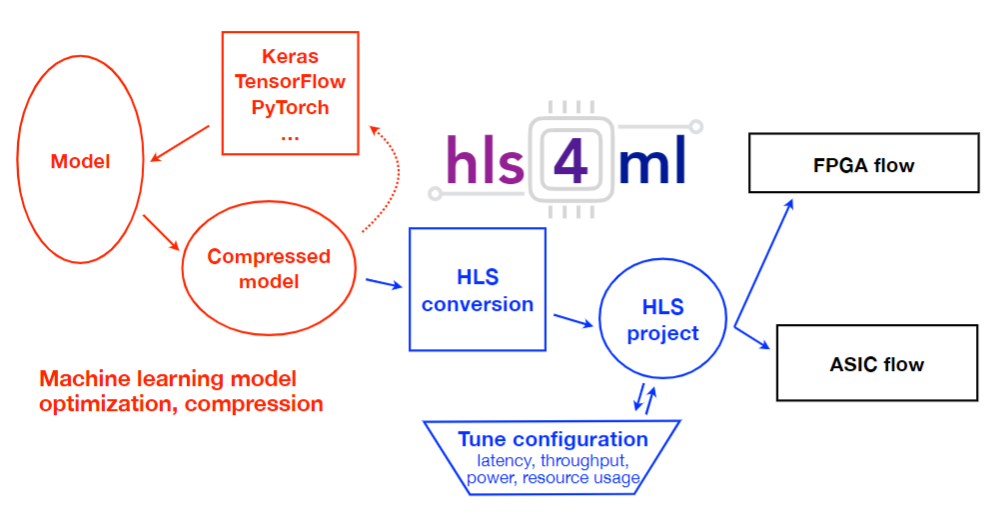 Keras
TensorFlow
PyTorch
...
Model
Compressed
model
hls 4 ml
HLS
conversion
HLS
project
FPGA flow
ASIC flow
Machine learning model
optimization, compression
Tune configuration
latency, throughput,
power, resource usage